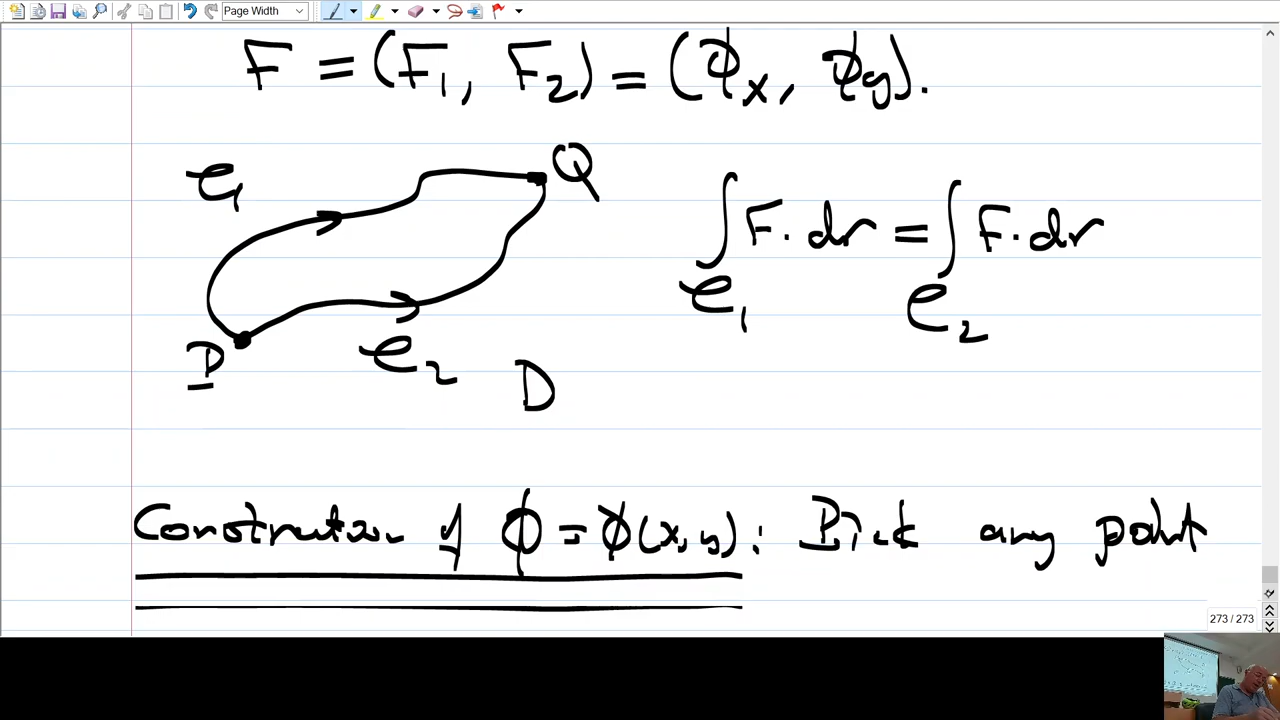 Page Width
F = (F₁, F₂) = (ϕₓ, ϕy).
C₁ Q
∫C₁ F · dr = ∫C₂ F · dr
P C₂ D
Construction of ϕ = ϕ(x, y) : Pick any point
273 / 273